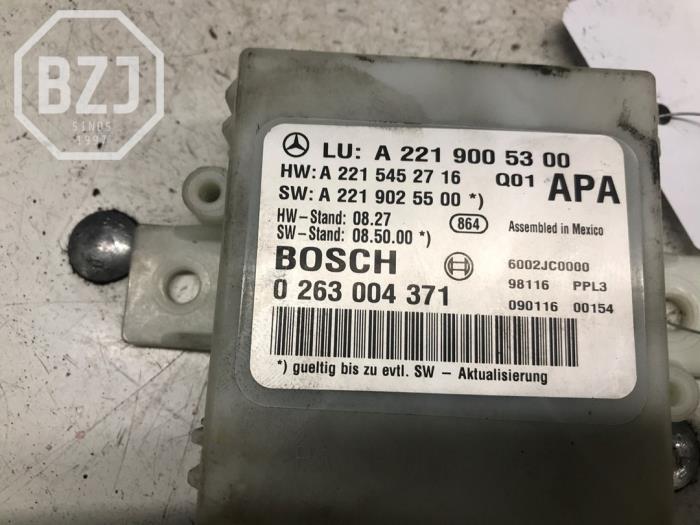 BZJ
SINDS
1997
LU: A 221 900 53 00
HW: A 221 545 27 16 Q01 APA
SW: A 221 902 55 00 *)
HW-Stand: 08.27 864 Assembled in Mexico
SW-Stand: 08.50.00 *)
BOSCH 6002JC0000
0 263 004 371 98116 PPL3
090116 00154
*) gueltig bis zu evtl. SW - Aktualisierung